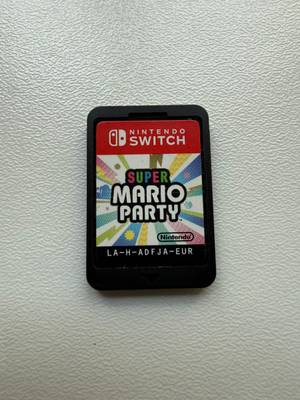 NINTENDO
SWITCH
SUPER
MARIO
PARTY
Nintendo
LA-H-ADFJA-EUR